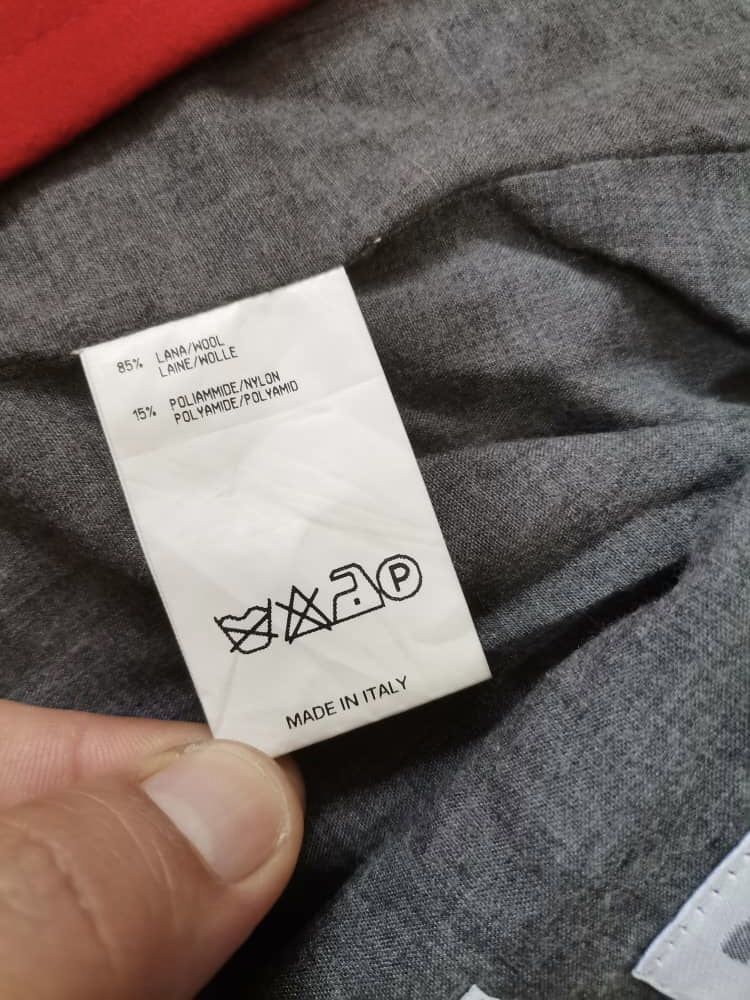 85% LANA/WOOL
LAINE/WOLLE
15% POLIAMMIDE/NYLON
POLYAMIDE/POLYAMID
P
MADE IN ITALY